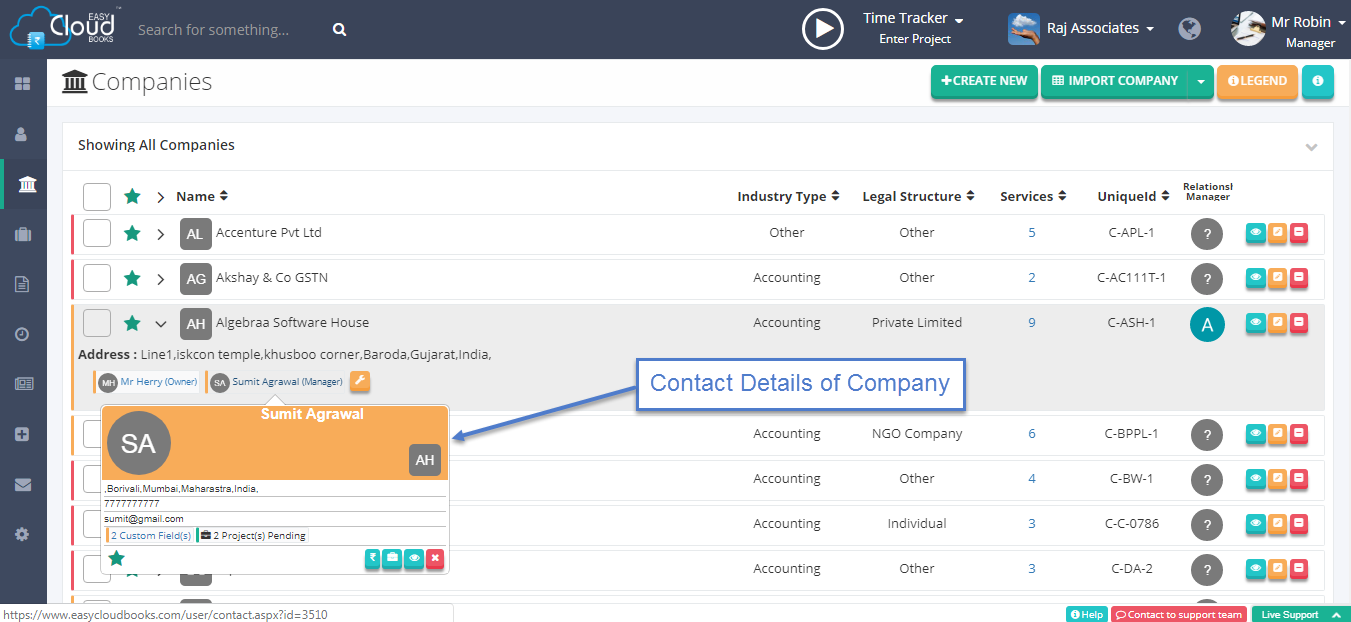 EASY
Cloud
BOOKS
Search for something...
Time Tracker
Enter Project
Raj Associates
Mr Robin
Manager
Companies
CREATE NEW
IMPORT COMPANY
LEGEND
Showing All Companies
Name
Industry Type
Legal Structure
Services
UniqueId
Relationsh
Manager
AL Accenture Pvt Ltd Other Other 5 C-APL-1 ?
AG Akshay & Co GSTN Accounting Other 2 C-AC111T-1 ?
AH Algebraa Software House Accounting Private Limited 9 C-ASH-1 A
Address : Line1,iskcon temple,khusboo corner,Baroda,Gujarat,India,
MH Mr Herry (Owner) SA Sumit Agrawal (Manager)
Contact Details of Company
Sumit Agrawal
SA
AH
,Borivali,Mumbai,Maharastra,India,
7777777777
sumit@gmail.com
2 Custom Field(s) 2 Project(s) Pending
Accounting NGO Company 6 C-BPPL-1 ?
Accounting Other 4 C-BW-1 ?
Accounting Individual 3 C-C-0786 ?
Accounting Other 3 C-DA-2 ?
https://www.easycloudbooks.com/user/contact.aspx?id=3510
Help
Contact to support team
Live Support